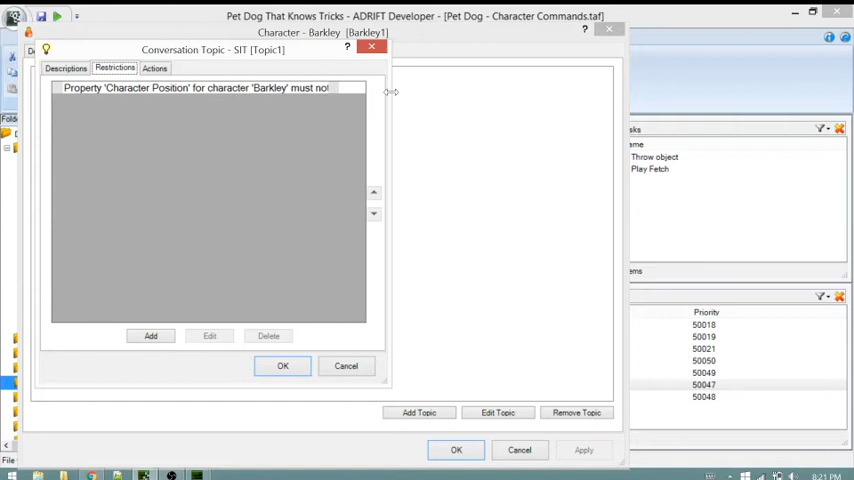 Pet Dog That Knows Tricks - ADRIFT Developer - [Pet Dog - Character Commands.taf]
Character - Barkley [Barkley1]
Conversation Topic - SIT [Topic1]
Descriptions
Restrictions
Actions
Property 'Character Position' for character 'Barkley' must not
Add
Edit
Delete
OK
Cancel
Add Topic
Edit Topic
Remove Topic
OK
Cancel
Apply
Throw object
Play Fetch
Priority
50018
50019
50021
50050
50049
50047
50048
File
8:21 PM